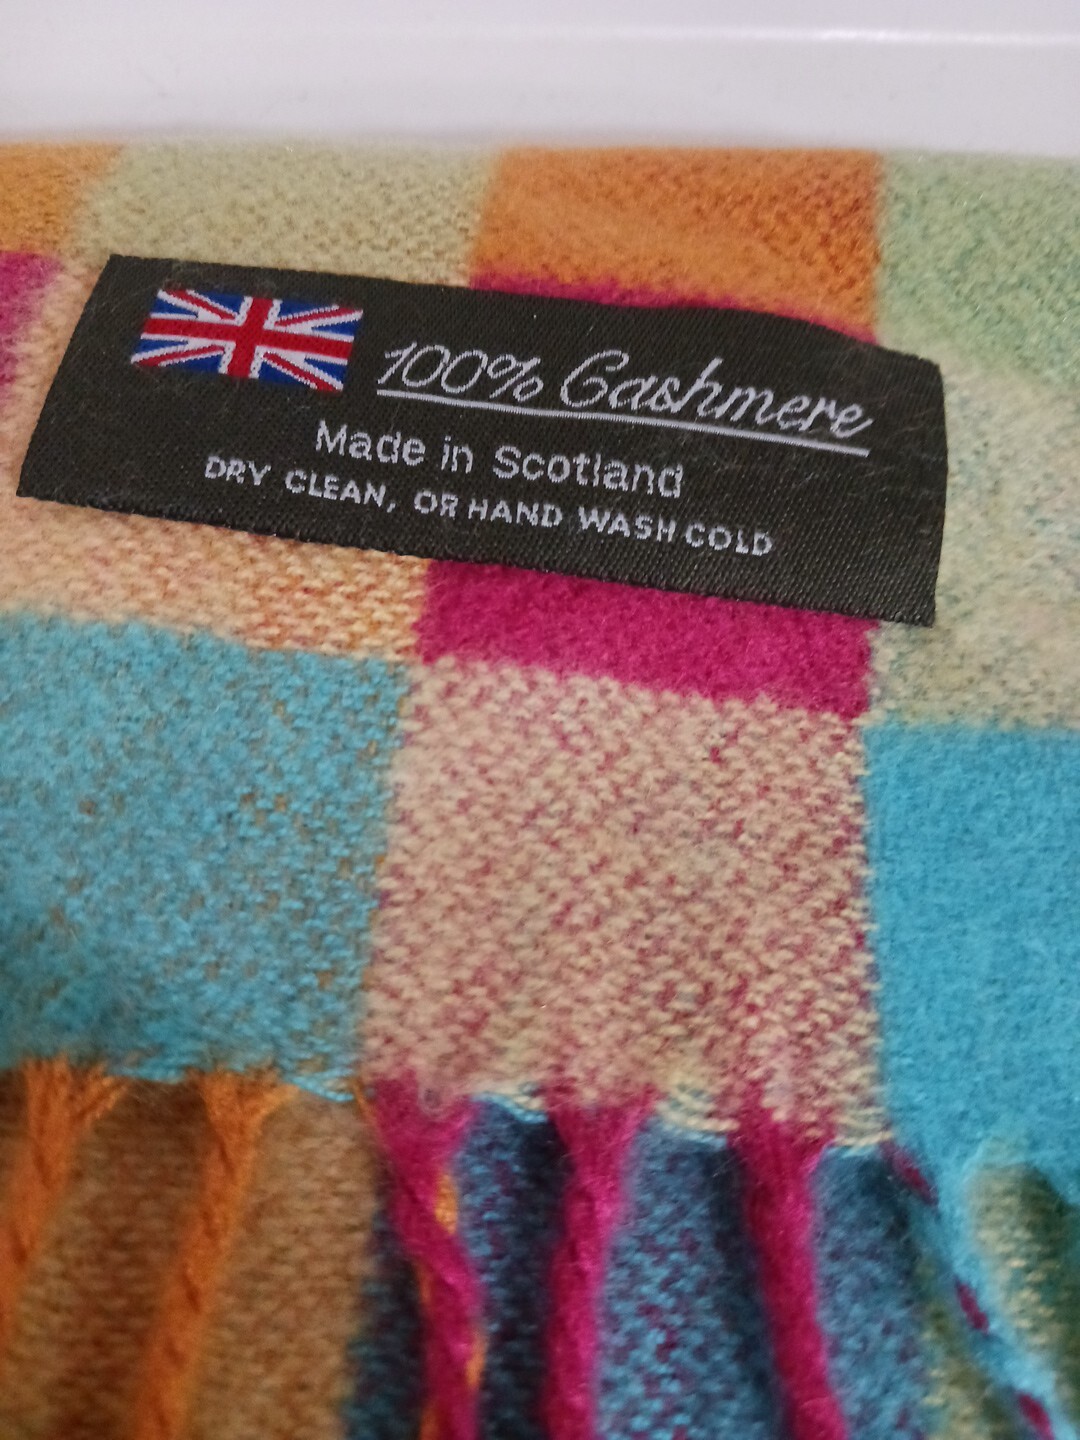 100% Cashmere
Made in Scotland
DRY CLEAN, OR HAND WASH COLD